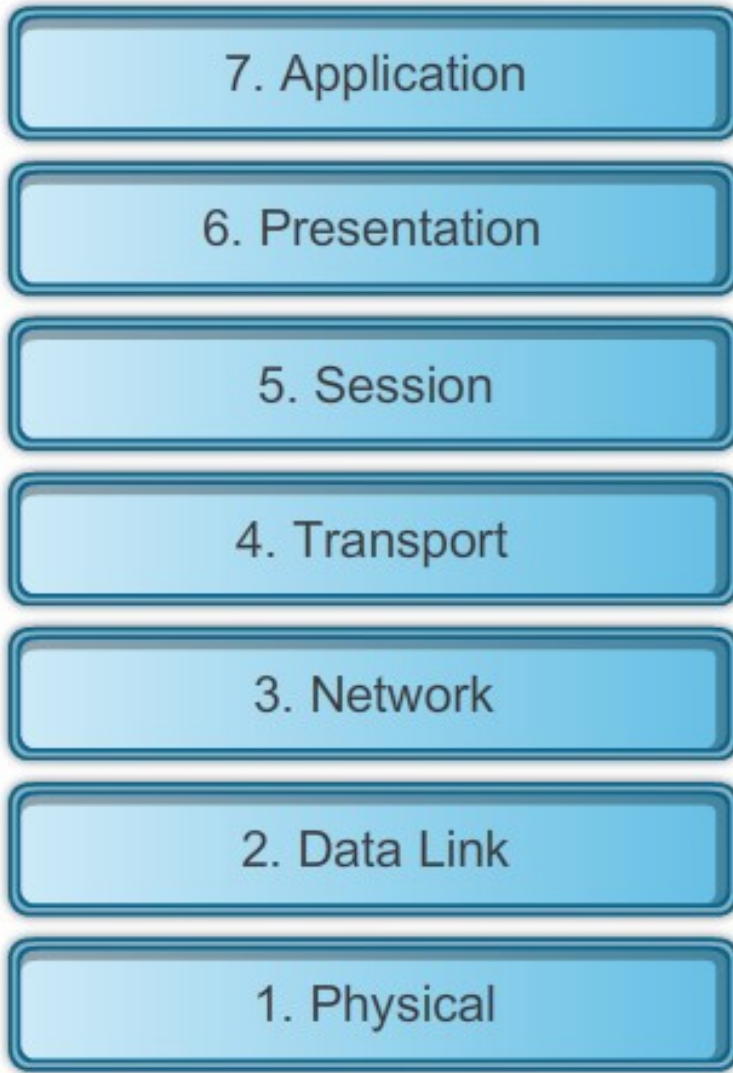 7. Application
6. Presentation
5. Session
4. Transport
3. Network
2. Data Link
1. Physical